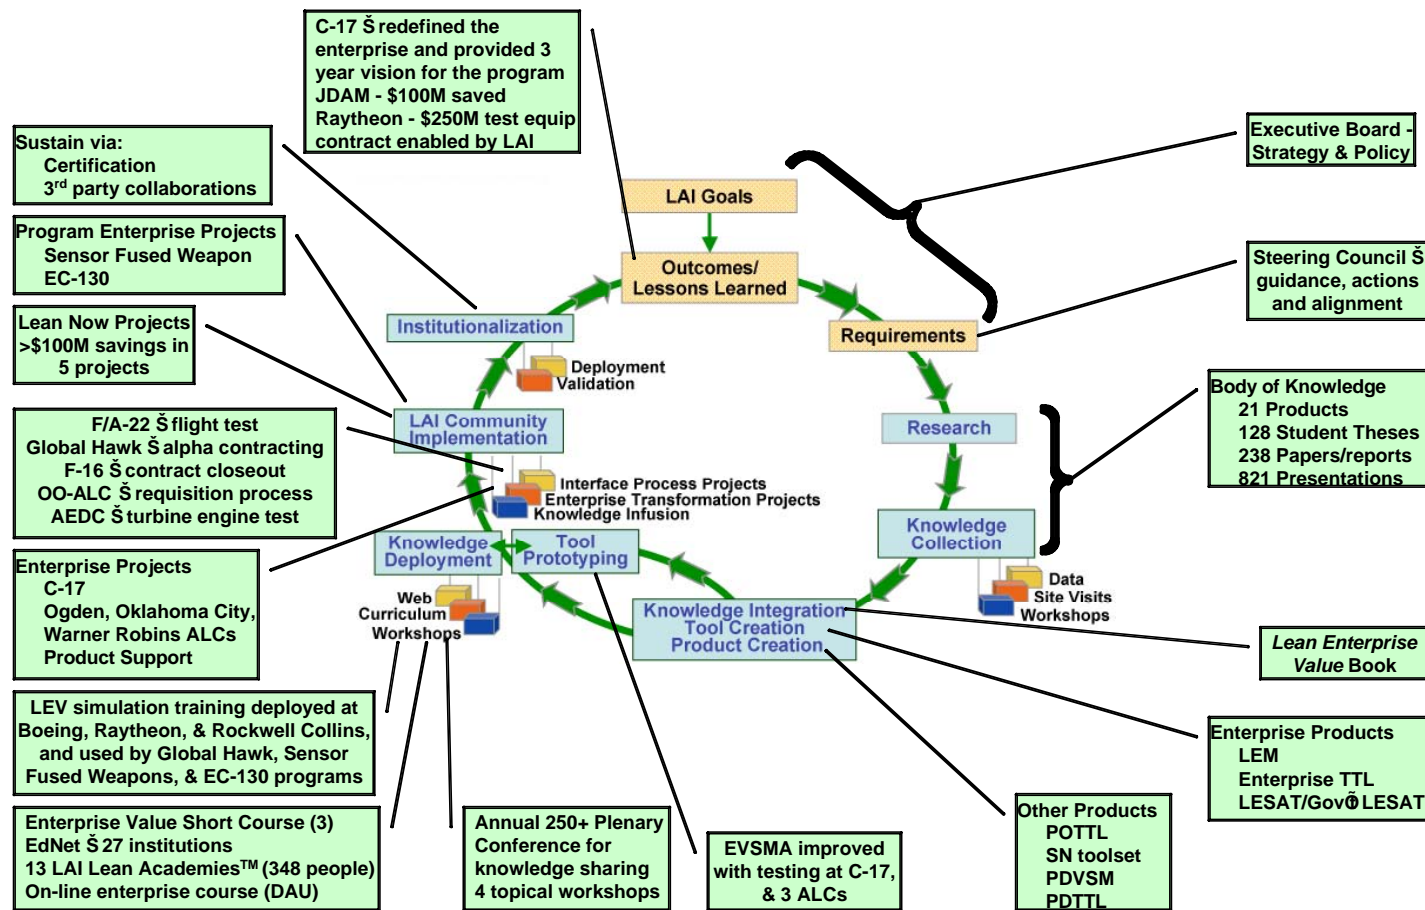 C-17 Š redefined the
enterprise and provided 3
year vision for the program
JDAM - $100M saved
Raytheon - $250M test equip
contract enabled by LAI
Sustain via:
Certification
3rd party collaborations
Program Enterprise Projects
Sensor Fused Weapon
EC-130
Lean Now Projects
>$100M savings in
5 projects
F/A-22 Š flight test
Global Hawk Š alpha contracting
F-16 Š contract closeout
OO-ALC Š requisition process
AEDC Š turbine engine test
Enterprise Projects
C-17
Ogden, Oklahoma City,
Warner Robins ALCs
Product Support
LEV simulation training deployed at
Boeing, Raytheon, & Rockwell Collins,
and used by Global Hawk, Sensor
Fused Weapons, & EC-130 programs
Enterprise Value Short Course (3)
EdNet Š 27 institutions
13 LAI Lean Academies™ (348 people)
On-line enterprise course (DAU)
Annual 250+ Plenary
Conference for
knowledge sharing
4 topical workshops
EVSMA improved
with testing at C-17,
& 3 ALCs
LAI Goals
Outcomes/
Lessons Learned
Requirements
Research
Knowledge
Collection
Data
Site Visits
Workshops
Knowledge Integration
Tool Creation
Product Creation
Tool
Prototyping
Knowledge
Deployment
Web
Curriculum
Workshops
LAI Community
Implementation
Interface Process Projects
Enterprise Transformation Projects
Knowledge Infusion
Institutionalization
Deployment
Validation
Executive Board -
Strategy & Policy
Steering Council Š
guidance, actions
and alignment
Body of Knowledge
21 Products
128 Student Theses
238 Papers/reports
821 Presentations
Lean Enterprise
Value Book
Enterprise Products
LEM
Enterprise TTL
LESAT/ LESAT
Other Products
POTTL
SN toolset
PDVSM
PDTTL